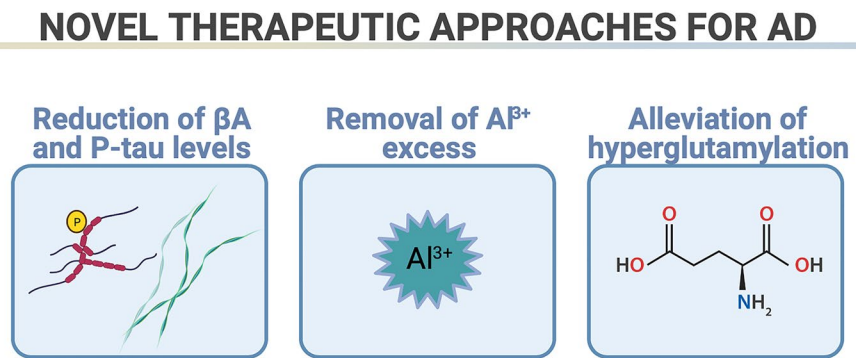 NOVEL THERAPEUTIC APPROACHES FOR AD
Reduction of βA
and P-tau levels
Removal of Al³⁺
excess
Alleviation of
hyperglutamylation
P
Al³⁺
O
O
HO
OH
NH₂